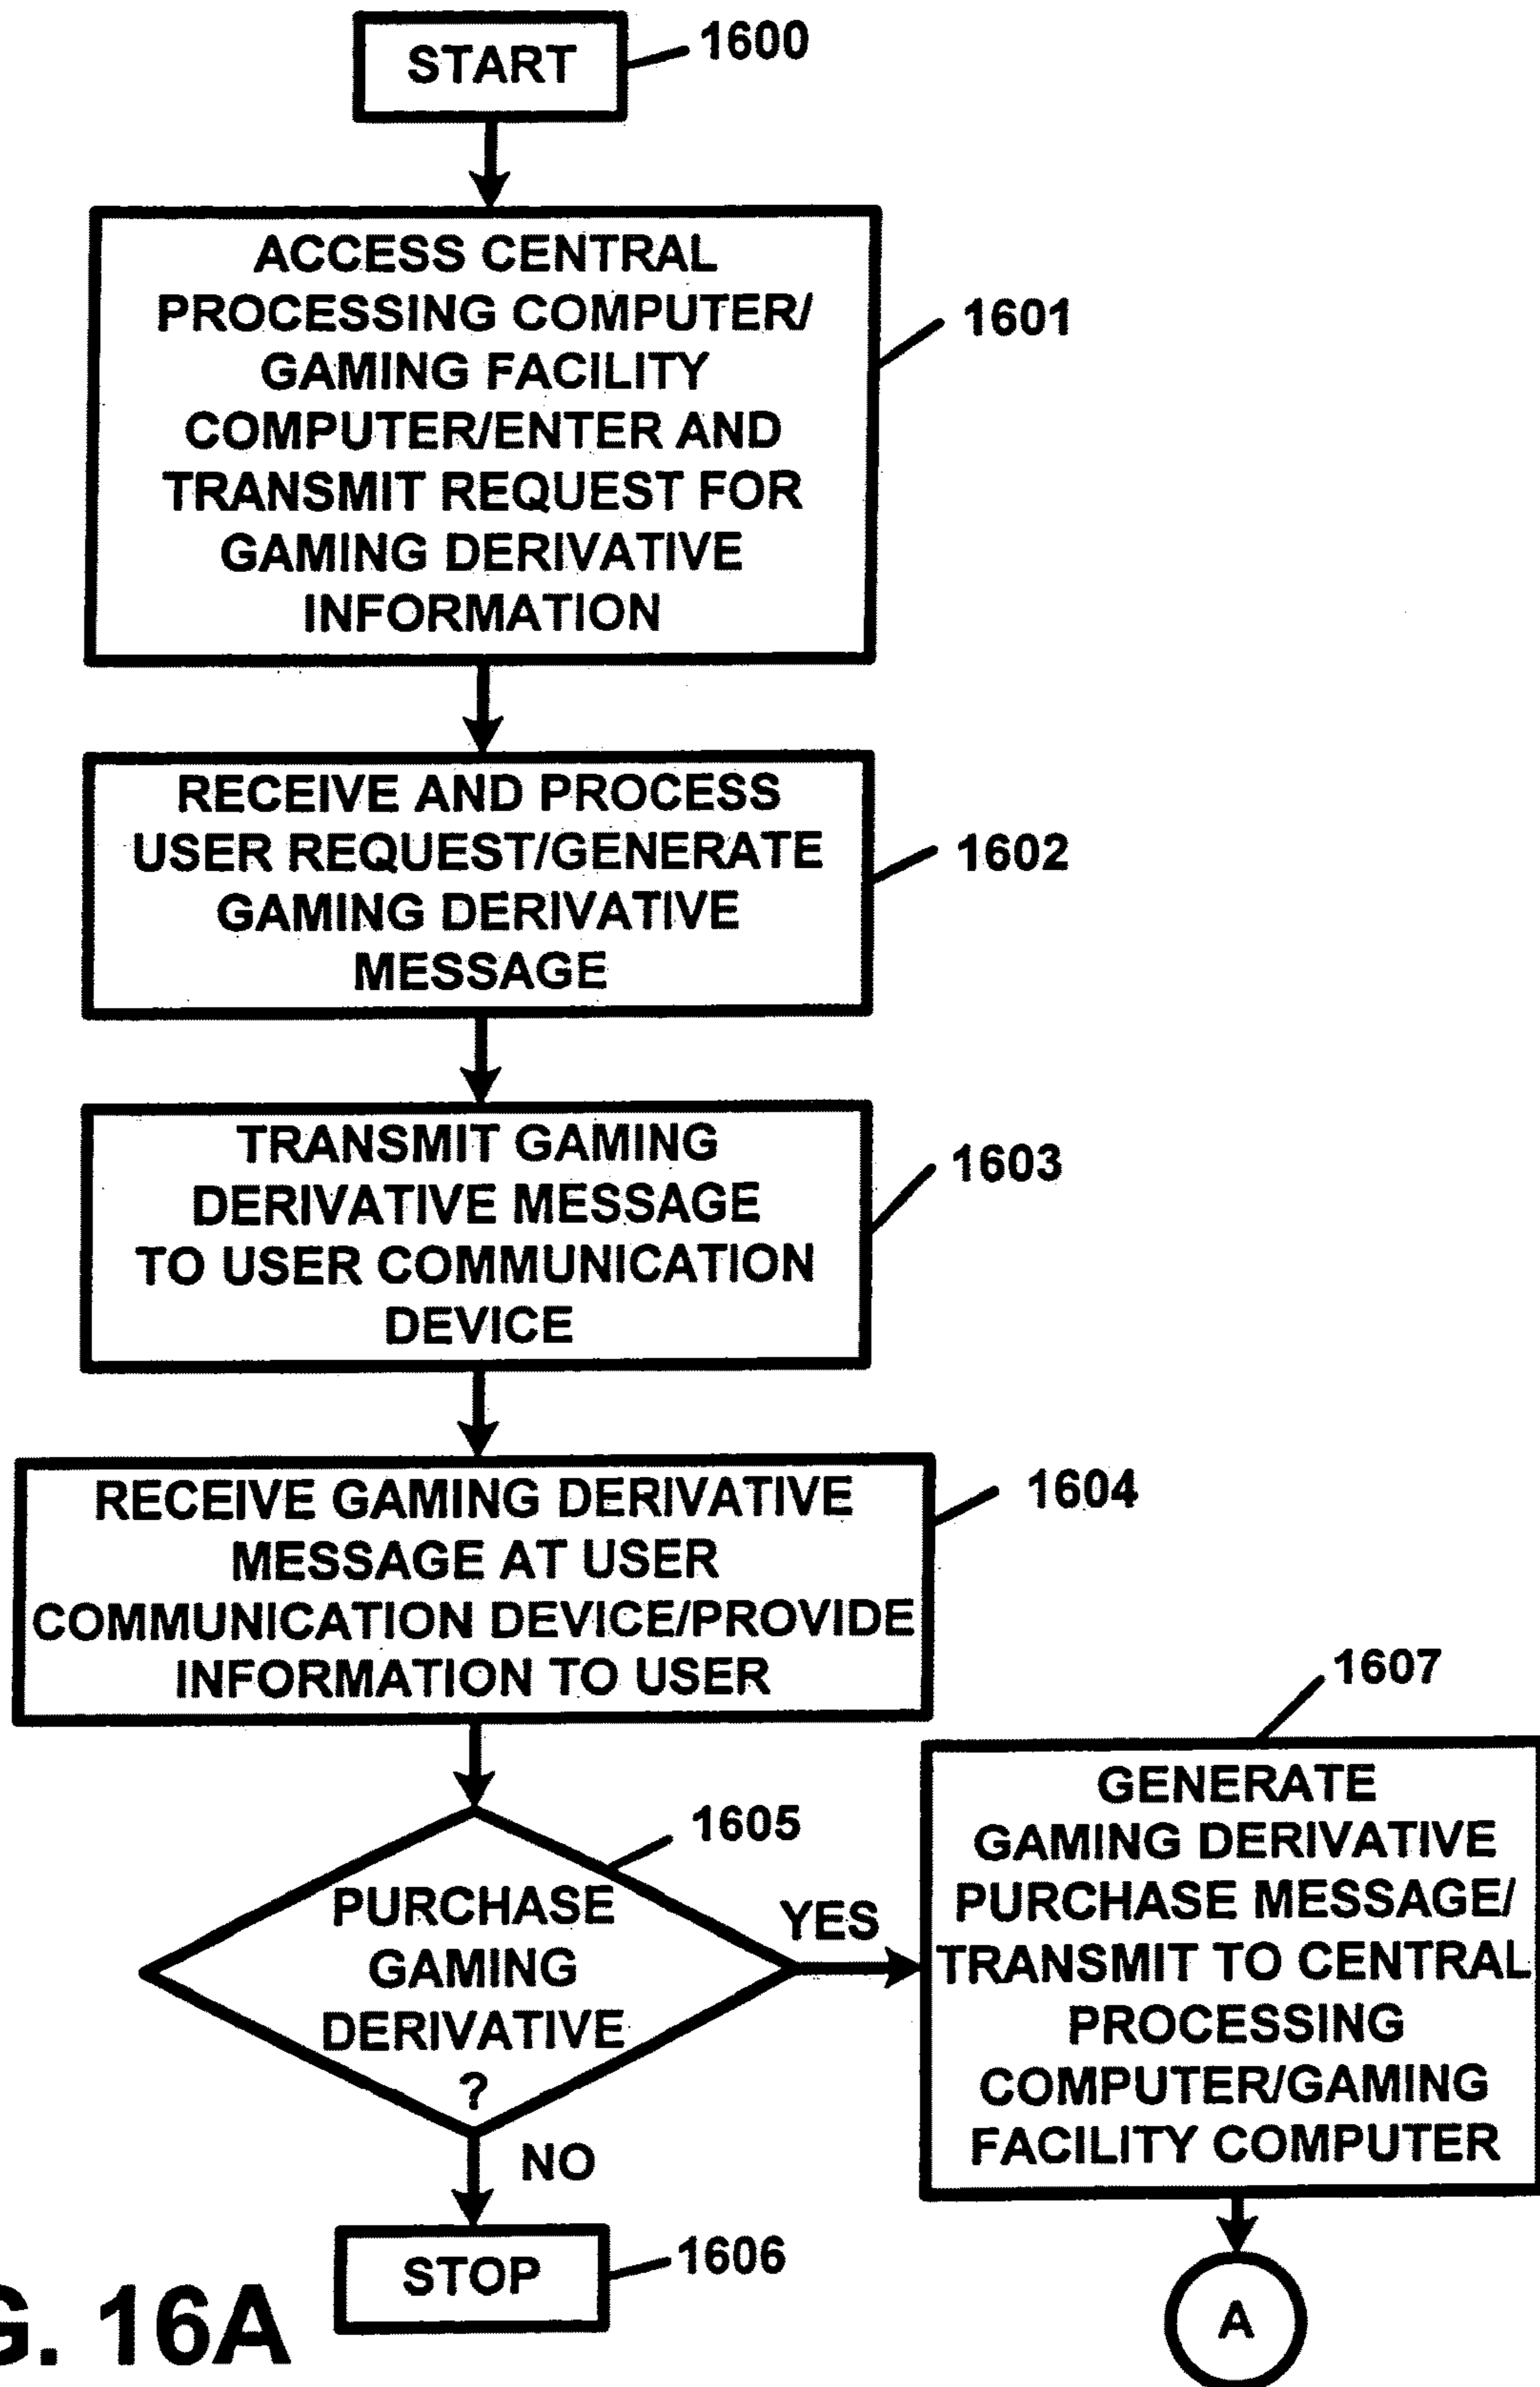 START
1600
ACCESS CENTRAL
PROCESSING COMPUTER/
GAMING FACILITY
COMPUTER/ENTER AND
TRANSMIT REQUEST FOR
GAMING DERIVATIVE
INFORMATION
1601
RECEIVE AND PROCESS
USER REQUEST/GENERATE
GAMING DERIVATIVE
MESSAGE
1602
TRANSMIT GAMING
DERIVATIVE MESSAGE
TO USER COMMUNICATION
DEVICE
1603
RECEIVE GAMING DERIVATIVE
MESSAGE AT USER
COMMUNICATION DEVICE/PROVIDE
INFORMATION TO USER
1604
PURCHASE
GAMING
DERIVATIVE
?
1605
YES
NO
STOP
1606
1607
GENERATE
GAMING DERIVATIVE
PURCHASE MESSAGE/
TRANSMIT TO CENTRAL
PROCESSING
COMPUTER/GAMING
FACILITY COMPUTER
A
G. 16A